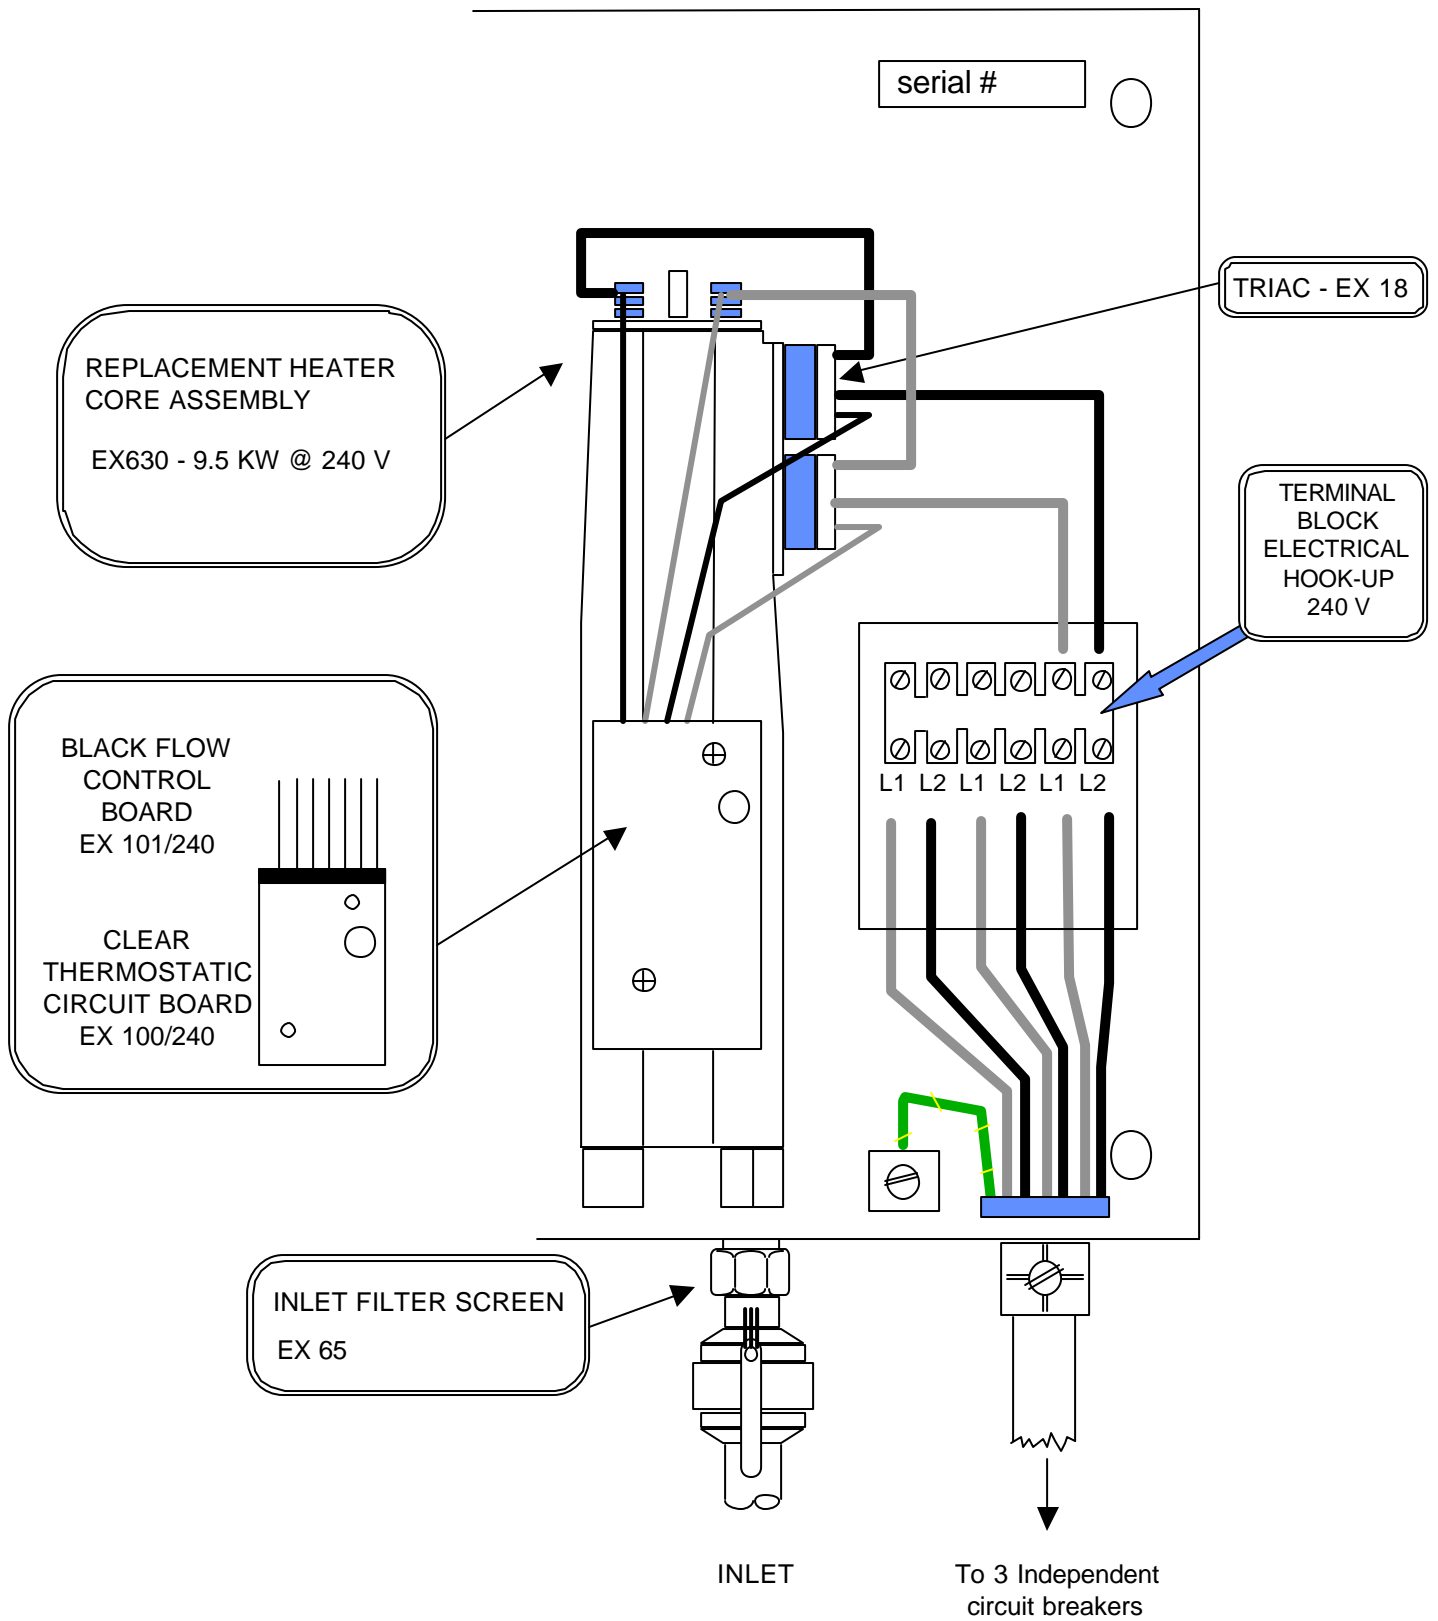 serial #
TRIAC - EX 18
REPLACEMENT HEATER
CORE ASSEMBLY
EX630 - 9.5 KW @ 240 V
TERMINAL
BLOCK
ELECTRICAL
HOOK-UP
240 V
BLACK FLOW
CONTROL
BOARD
EX 101/240
CLEAR
THERMOSTATIC
CIRCUIT BOARD
EX 100/240
L1 L2 L1 L2 L1 L2
INLET FILTER SCREEN
EX 65
INLET
To 3 Independent
circuit breakers